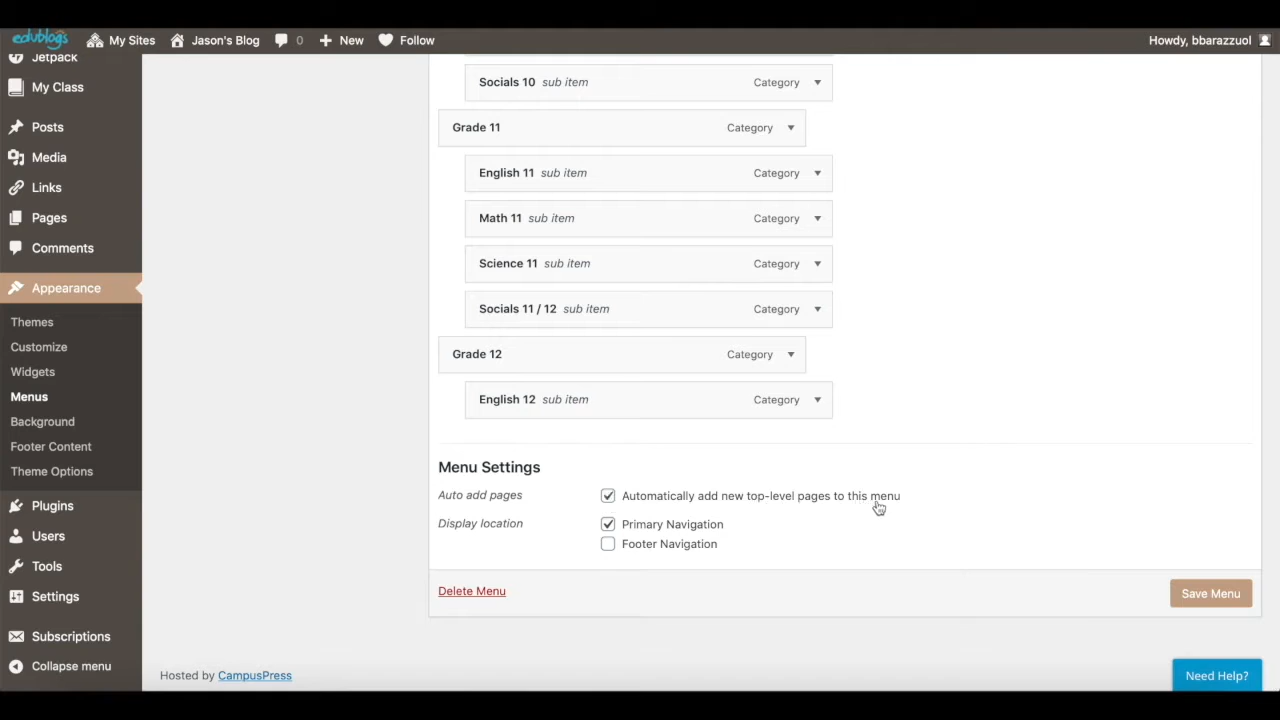 edublogs My Sites Jason's Blog 0 New Follow Howdy, bbarazzuol
Jetpack
My Class
Posts
Media
Links
Pages
Comments
Appearance
Themes
Customize
Widgets
Menus
Background
Footer Content
Theme Options
Plugins
Users
Tools
Settings
Subscriptions
Collapse menu
Socials 10 sub item Category
Grade 11 Category
English 11 sub item Category
Math 11 sub item Category
Science 11 sub item Category
Socials 11 / 12 sub item Category
Grade 12 Category
English 12 sub item Category
Menu Settings
Auto add pages Automatically add new top-level pages to this menu
Display location Primary Navigation
Footer Navigation
Delete Menu Save Menu
Hosted by CampusPress
Need Help?